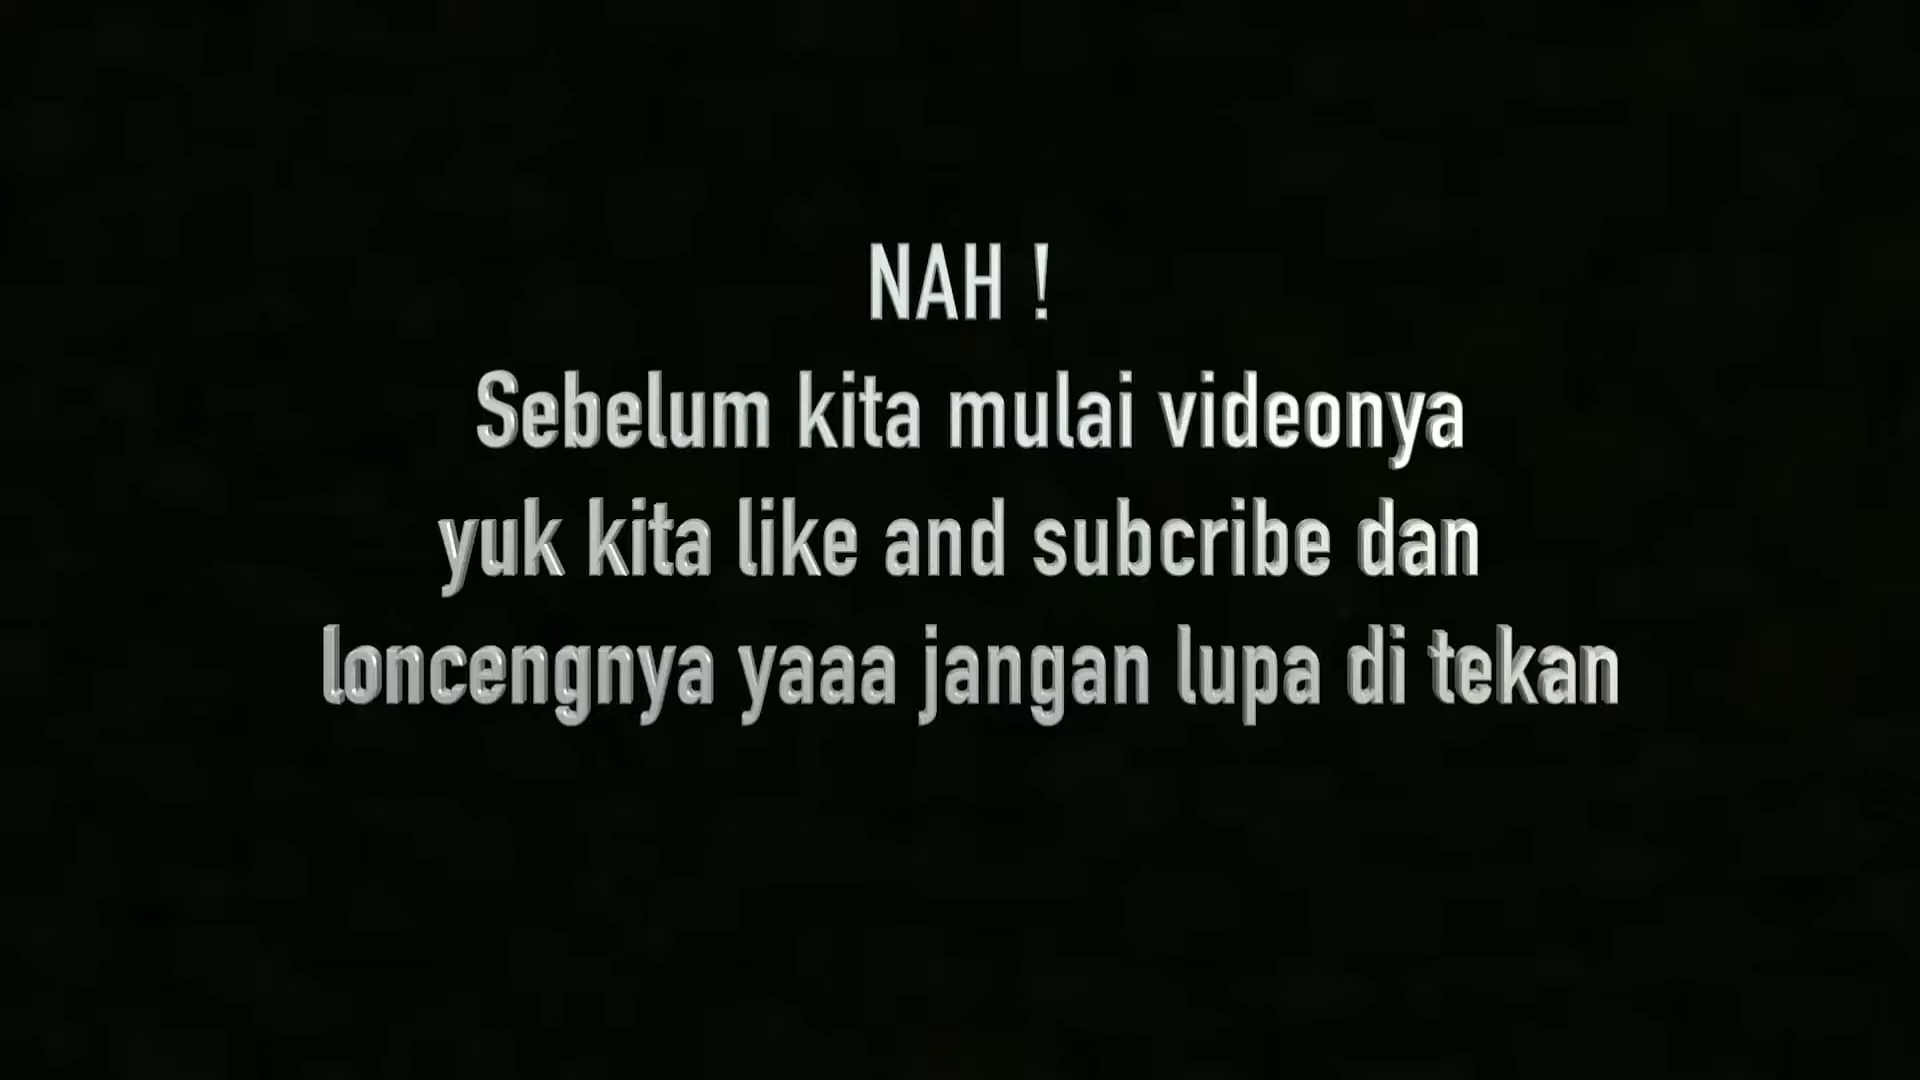 NAH !
Sebelum kita mulai videonya
yuk kita like and subcribe dan
loncengnya yaaa jangan lupa di tekan